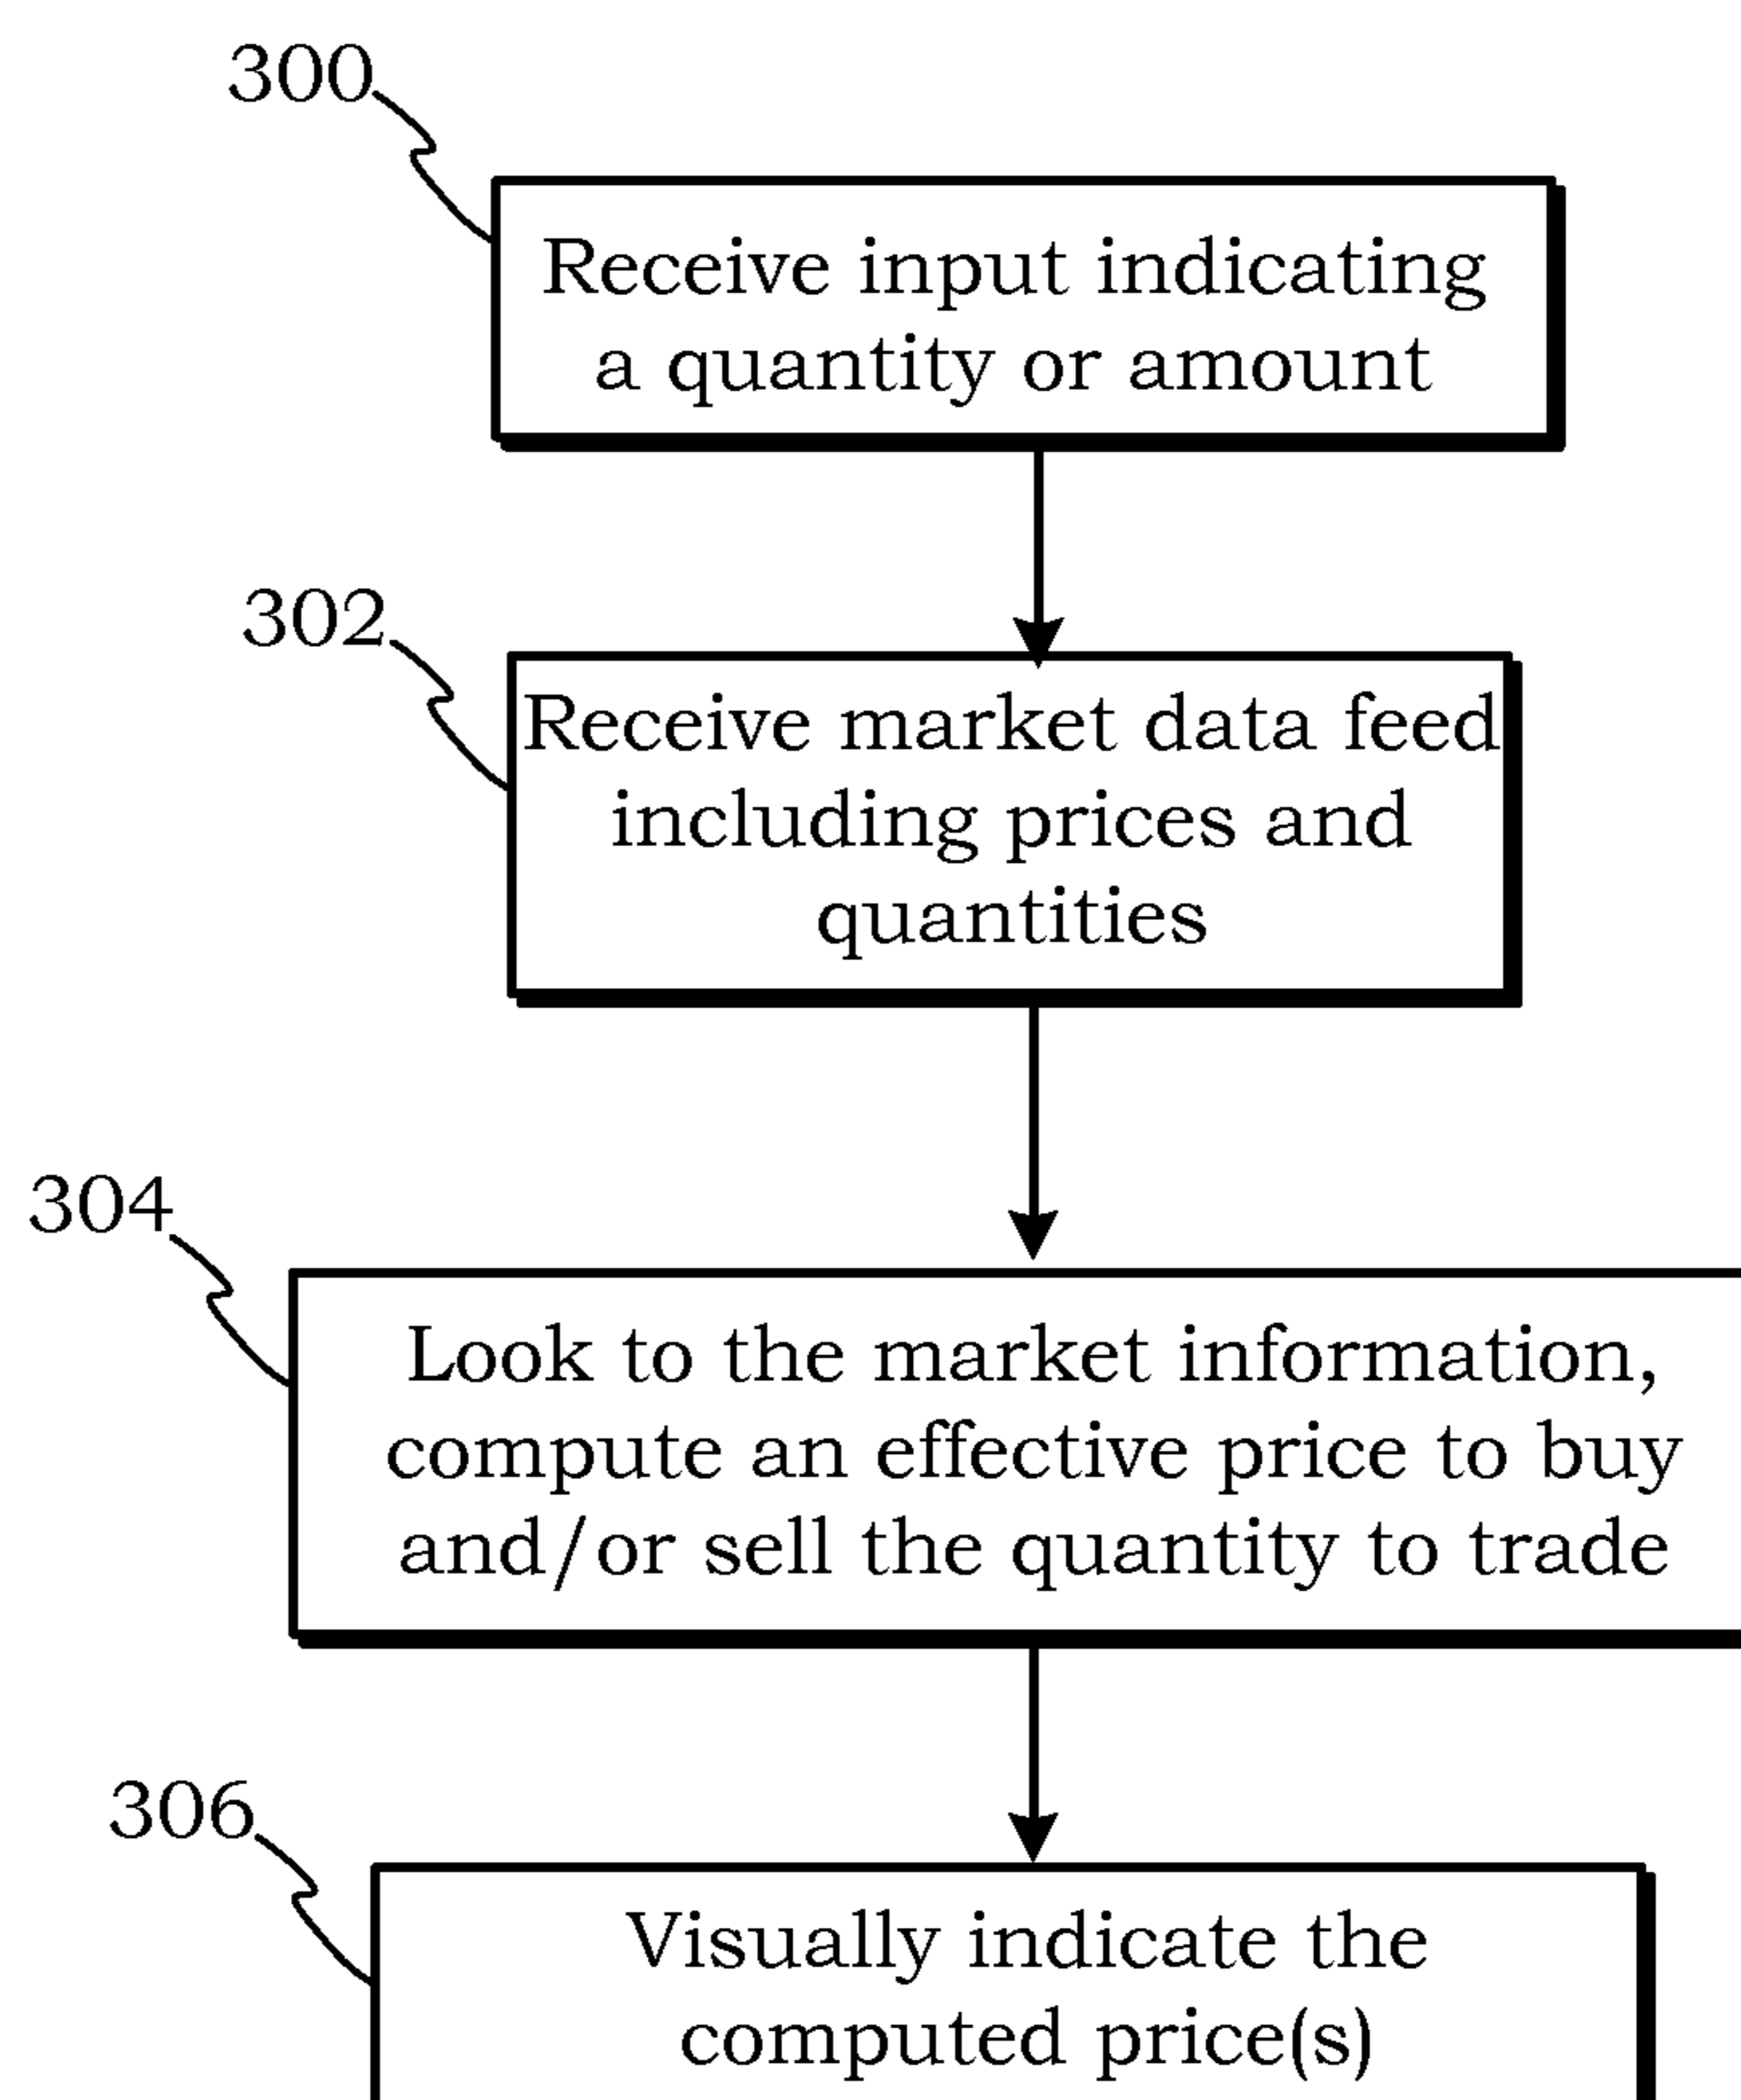 300
Receive input indicating
a quantity or amount
302
Receive market data feed
including prices and
quantities
304
Look to the market information,
compute an effective price to buy
and/or sell the quantity to trade
306
Visually indicate the
computed price(s)